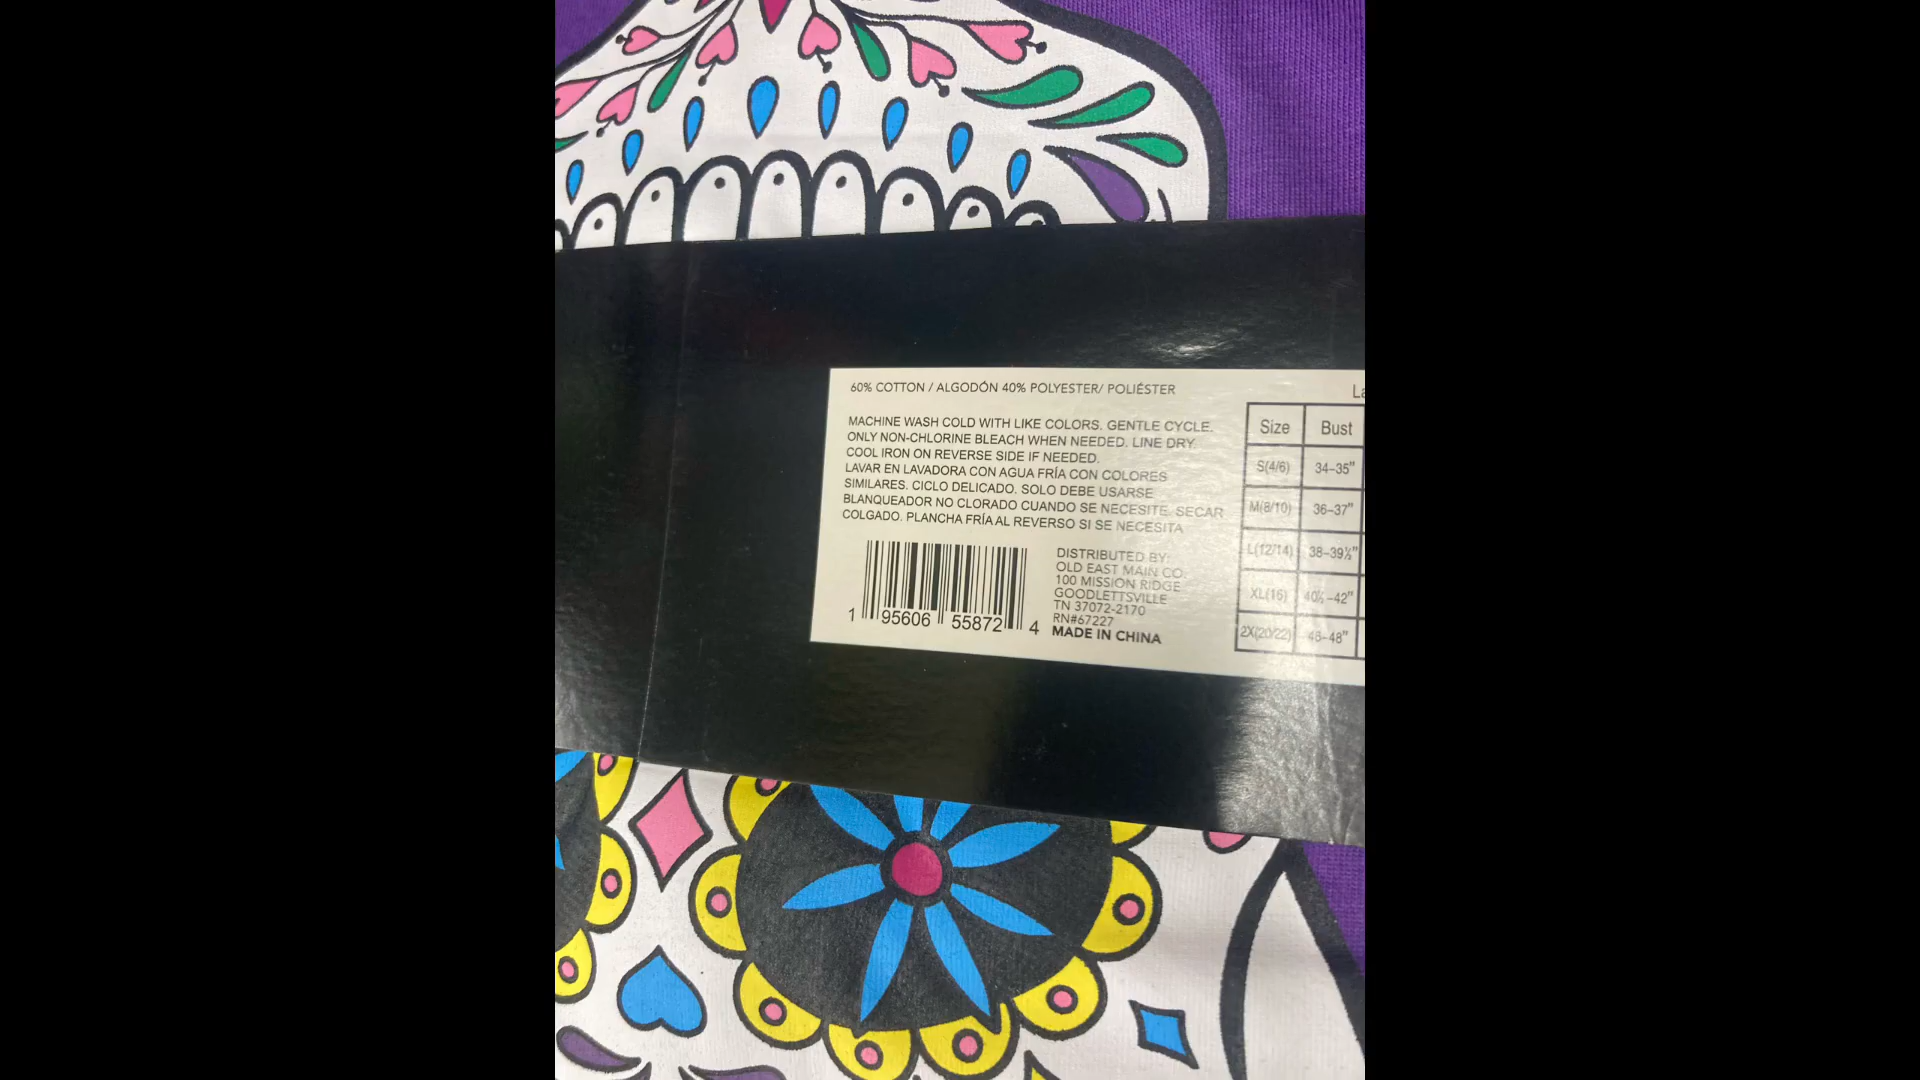 60% COTTON / ALGODÓN 40% POLYESTER/ POLIÉSTER
MACHINE WASH COLD WITH LIKE COLORS. GENTLE CYCLE.
ONLY NON-CHLORINE BLEACH WHEN NEEDED. LINE DRY.
COOL IRON ON REVERSE SIDE IF NEEDED.
LAVAR EN LAVADORA CON AGUA FRÍA CON COLORES
SIMILARES. CICLO DELICADO. SOLO DEBE USARSE
BLANQUEADOR NO CLORADO CUANDO SE NECESITE. SECAR
COLGADO. PLANCHA FRÍA AL REVERSO SI SE NECESITA
1 95606 55872 4
DISTRIBUTED BY:
OLD EAST MAIN CO.
100 MISSION RIDGE
GOODLETTSVILLE
TN 37072-2170
RN#67227
MADE IN CHINA
Size Bust
S(4/6) 34–35"
M(8/10) 36–37"
L(12/14) 38–39½"
XL(16)
2X(20/22)